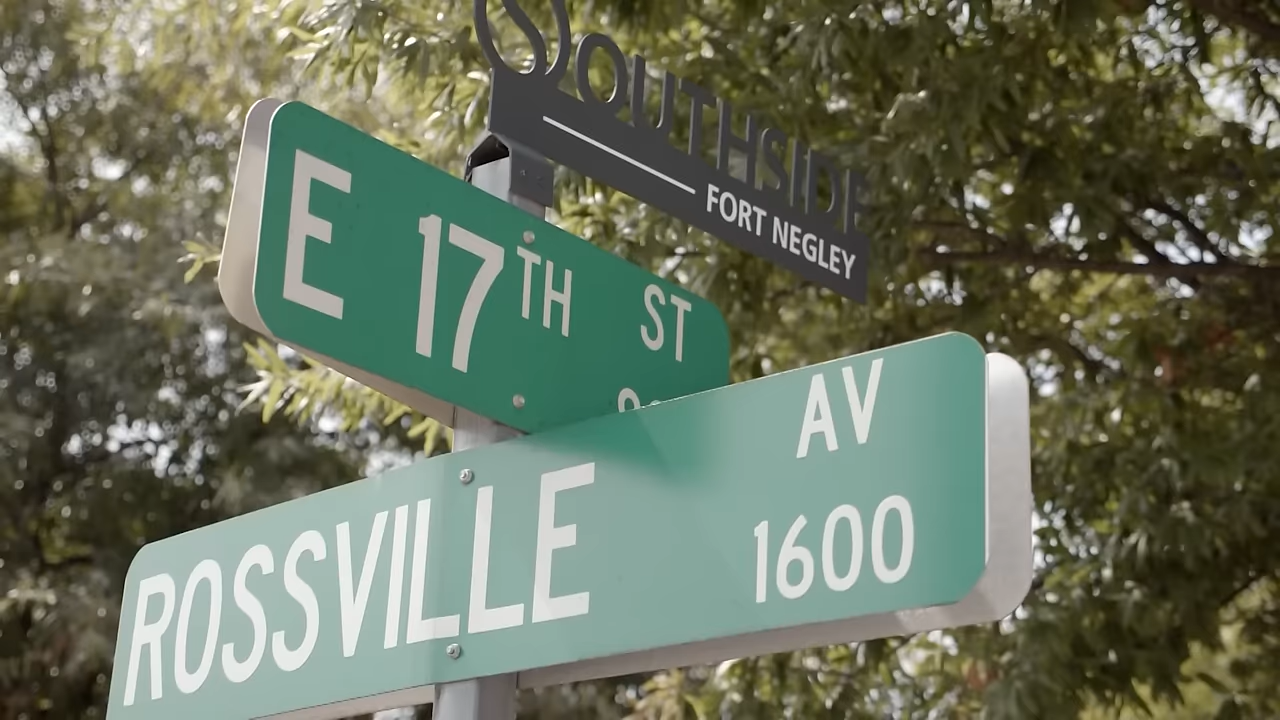 SOUTHSIDE
FORT NEGLEY
E 17TH ST
ROSSVILLE AV
1600